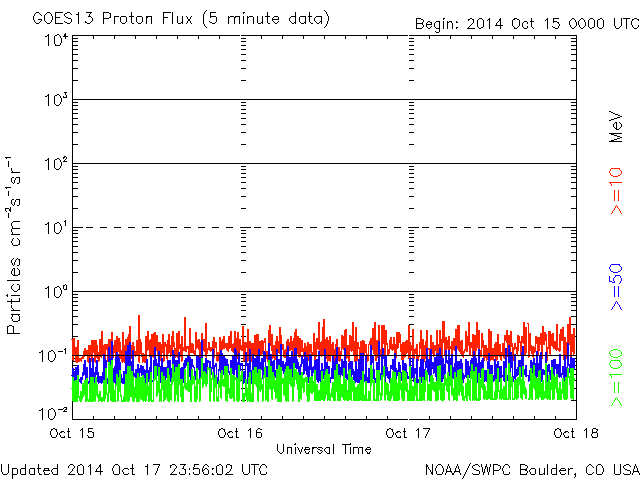 GOES13 Proton Flux (5 minute data)
Begin: 2014 Oct 15 0000 UTC
10⁴
10³
10²
10¹
10⁰
10⁻¹
10⁻²
Particles cm⁻²s⁻¹sr⁻¹
MeV
>=10
>=50
>=100
Oct 15
Oct 16
Oct 17
Oct 18
Universal Time
Updated 2014 Oct 17 23:56:02 UTC
NOAA/SWPC Boulder, CO USA